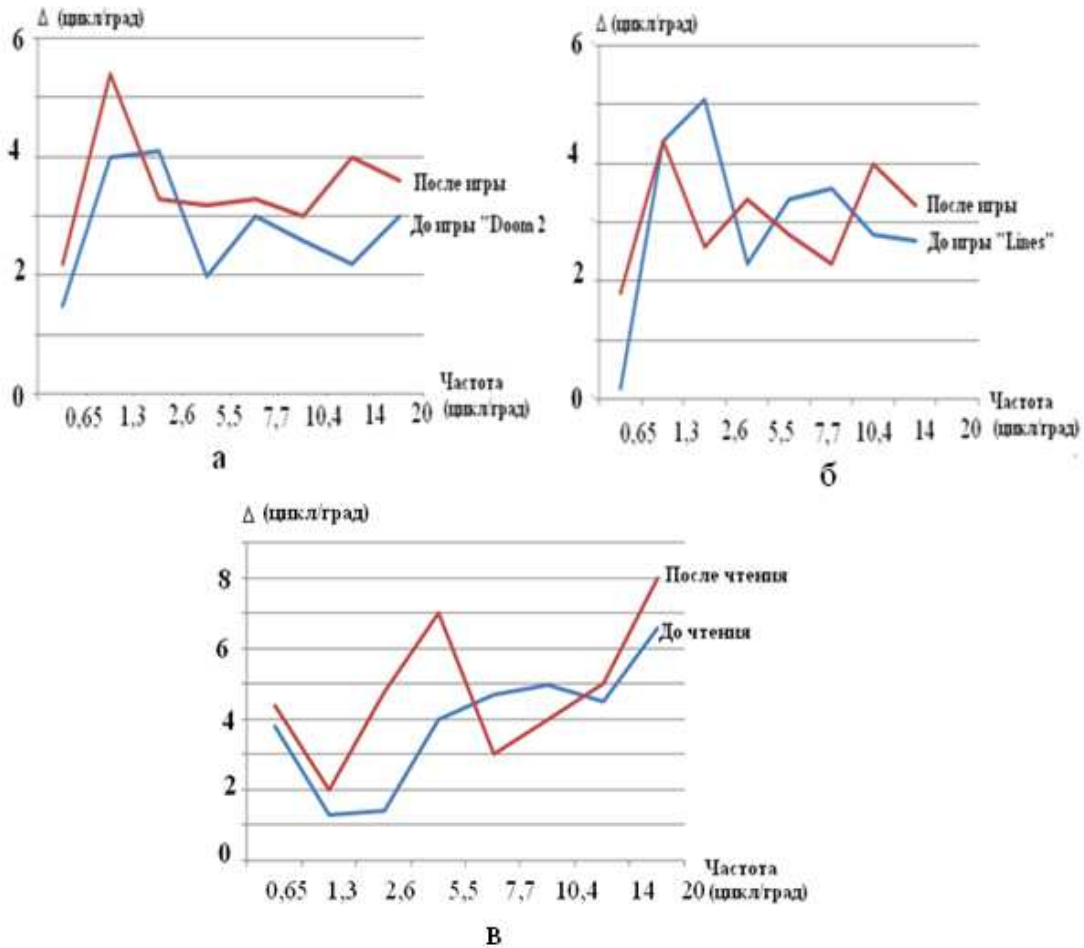 Δ (цикл/град)
6
4
2
0
После игры
До игры "Doom 2
Частота
(цикл/град)
0,65 1,3 2,6 5,5 7,7 10,4 14 20
а
Δ (цикл/град)
6
4
2
0
После игры
До игры "Lines"
Частота
(цикл/град)
0,65 1,3 2,6 5,5 7,7 10,4 14 20
б
Δ (цикл/град)
8
6
4
2
0
После чтения
До чтения
Частота
(цикл/град)
0,65 1,3 2,6 5,5 7,7 10,4 14 20
в